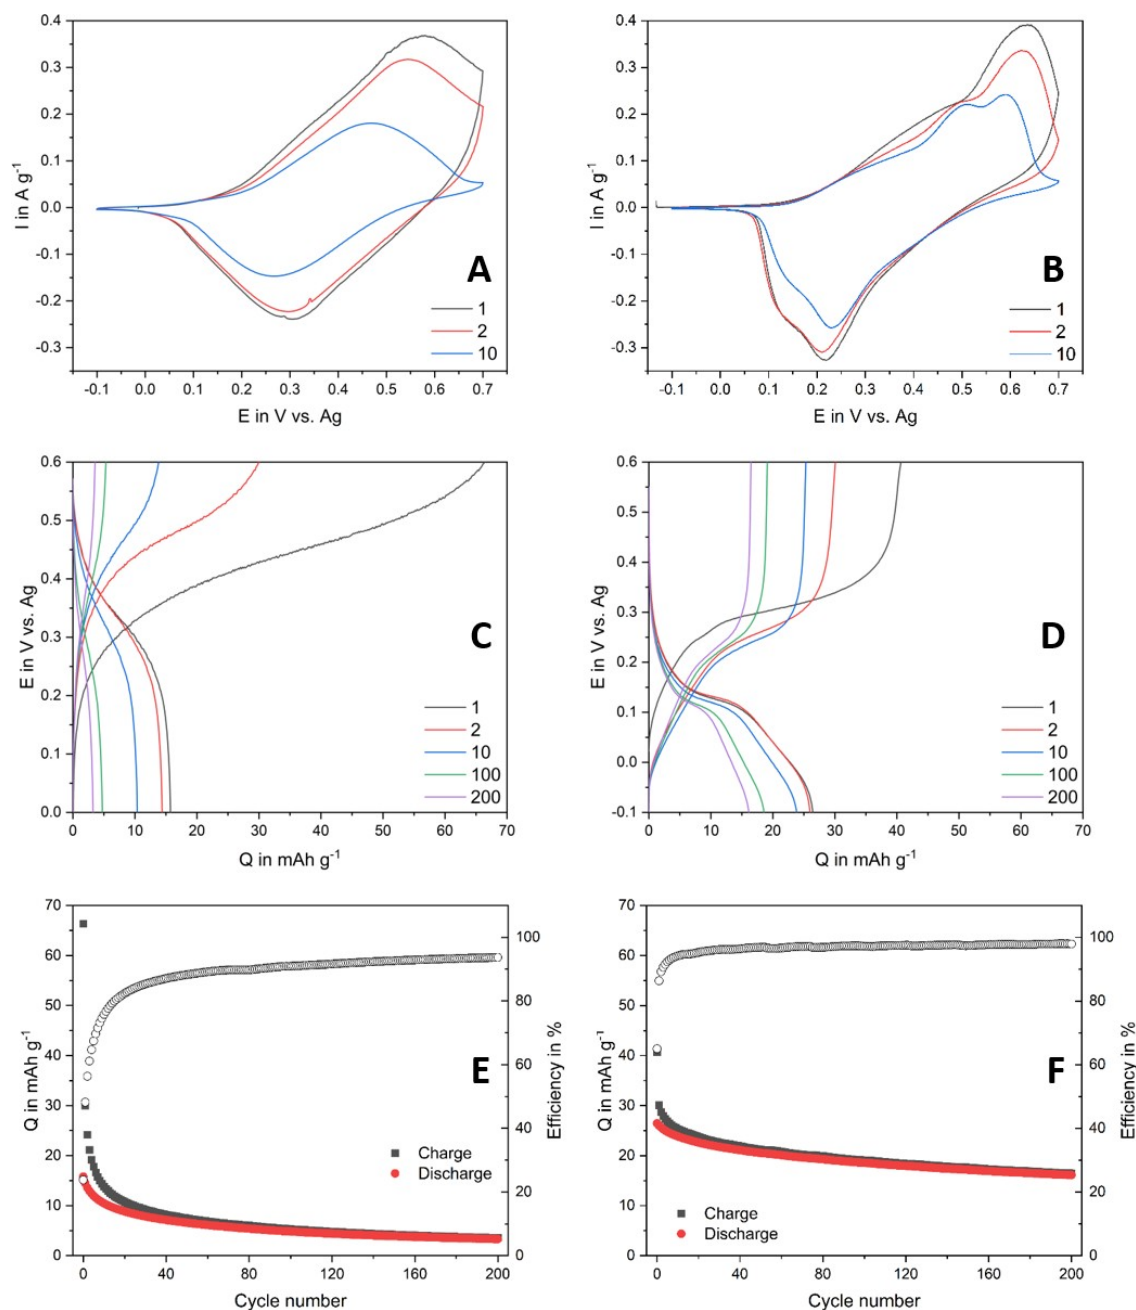 0.4
0.3
0.2
0.1
0.0
-0.1
-0.2
-0.3
I in A g⁻¹
A
1
2
10
-0.1 0.0 0.1 0.2 0.3 0.4 0.5 0.6 0.7
E in V vs. Ag
0.4
0.3
0.2
0.1
0.0
-0.1
-0.2
-0.3
I in A g⁻¹
B
1
2
10
-0.1 0.0 0.1 0.2 0.3 0.4 0.5 0.6 0.7
E in V vs. Ag
0.6
0.5
0.4
0.3
0.2
0.1
0.0
E in V vs. Ag
C
1
2
10
100
200
0 10 20 30 40 50 60 70
Q in mAh g⁻¹
0.6
0.5
0.4
0.3
0.2
0.1
0.0
-0.1
E in V vs. Ag
D
1
2
10
100
200
0 10 20 30 40 50 60 70
Q in mAh g⁻¹
70
60
50
40
30
20
10
0
Q in mAh g⁻¹
E
Charge
Discharge
100
80
60
40
20
0
Efficiency in %
0 40 80 120 160 200
Cycle number
70
60
50
40
30
20
10
0
Q in mAh g⁻¹
F
Charge
Discharge
100
80
60
40
20
0
Efficiency in %
0 40 80 120 160 200
Cycle number